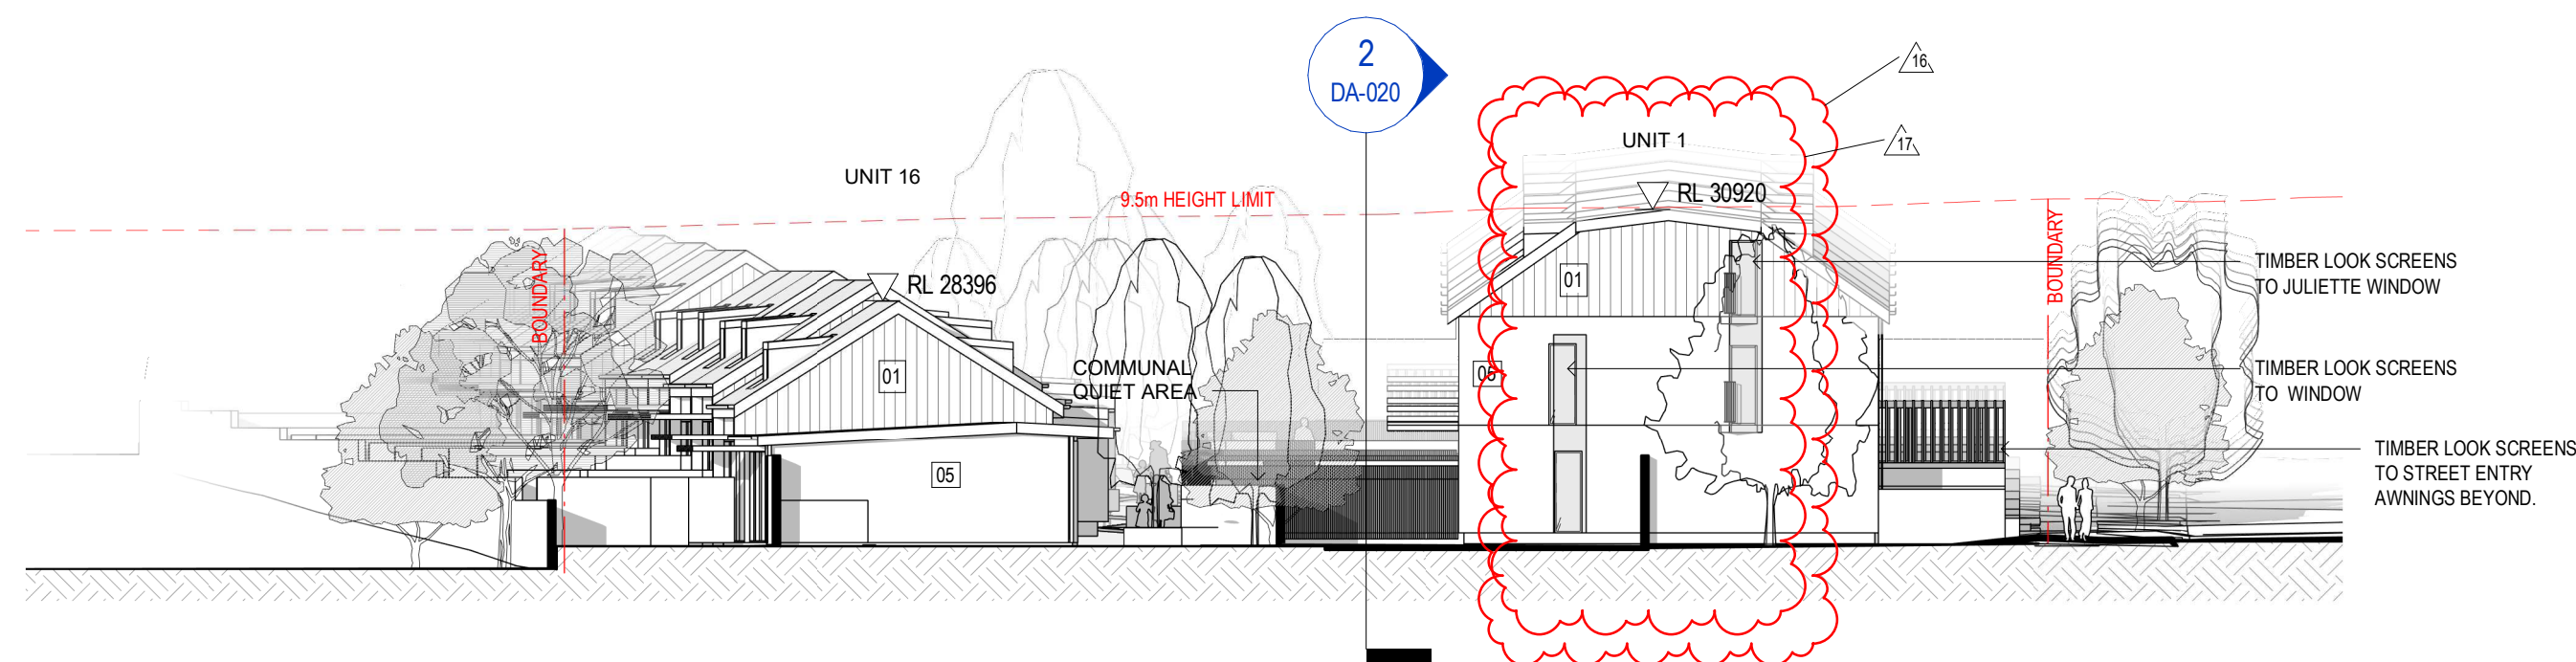 2
DA-020
16
17
UNIT 1
UNIT 16
9.5m HEIGHT LIMIT
RL 30920
BOUNDARY
BOUNDARY
TIMBER LOOK SCREENS
TO JULIETTE WINDOW
RL 28396
01
01
COMMUNAL
QUIET AREA
TIMBER LOOK SCREENS
TO WINDOW
05
TIMBER LOOK SCREENS
TO STREET ENTRY
AWNINGS BEYOND.